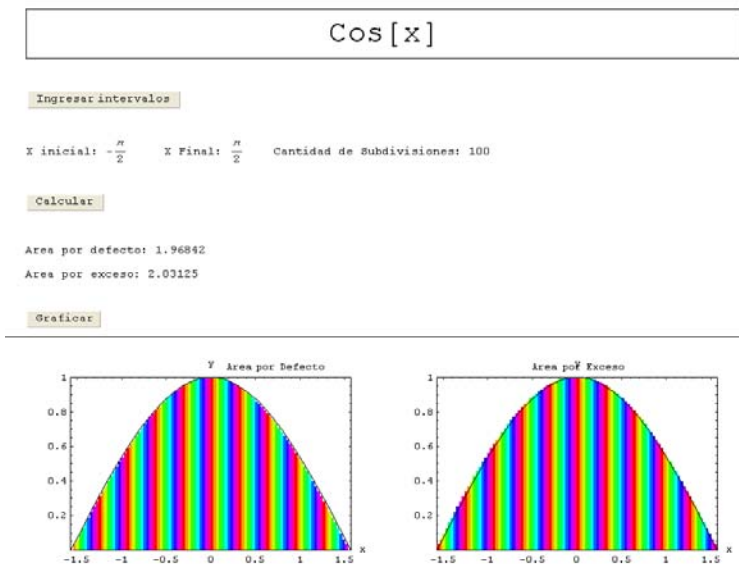 Cos[x]
Ingresar intervalos
X inicial: -π/2 X Final: π/2 Cantidad de Subdivisiones: 100
Calcular
Area por defecto: 1.96842
Area por exceso: 2.03125
Graficar
Y Area por Defecto
1
0.8
0.6
0.4
0.2
-1.5 -1 -0.5 0 0.5 1 1.5 x
Area por Exceso
Y
1
0.8
0.6
0.4
0.2
-1.5 -1 -0.5 0 0.5 1 1.5 x